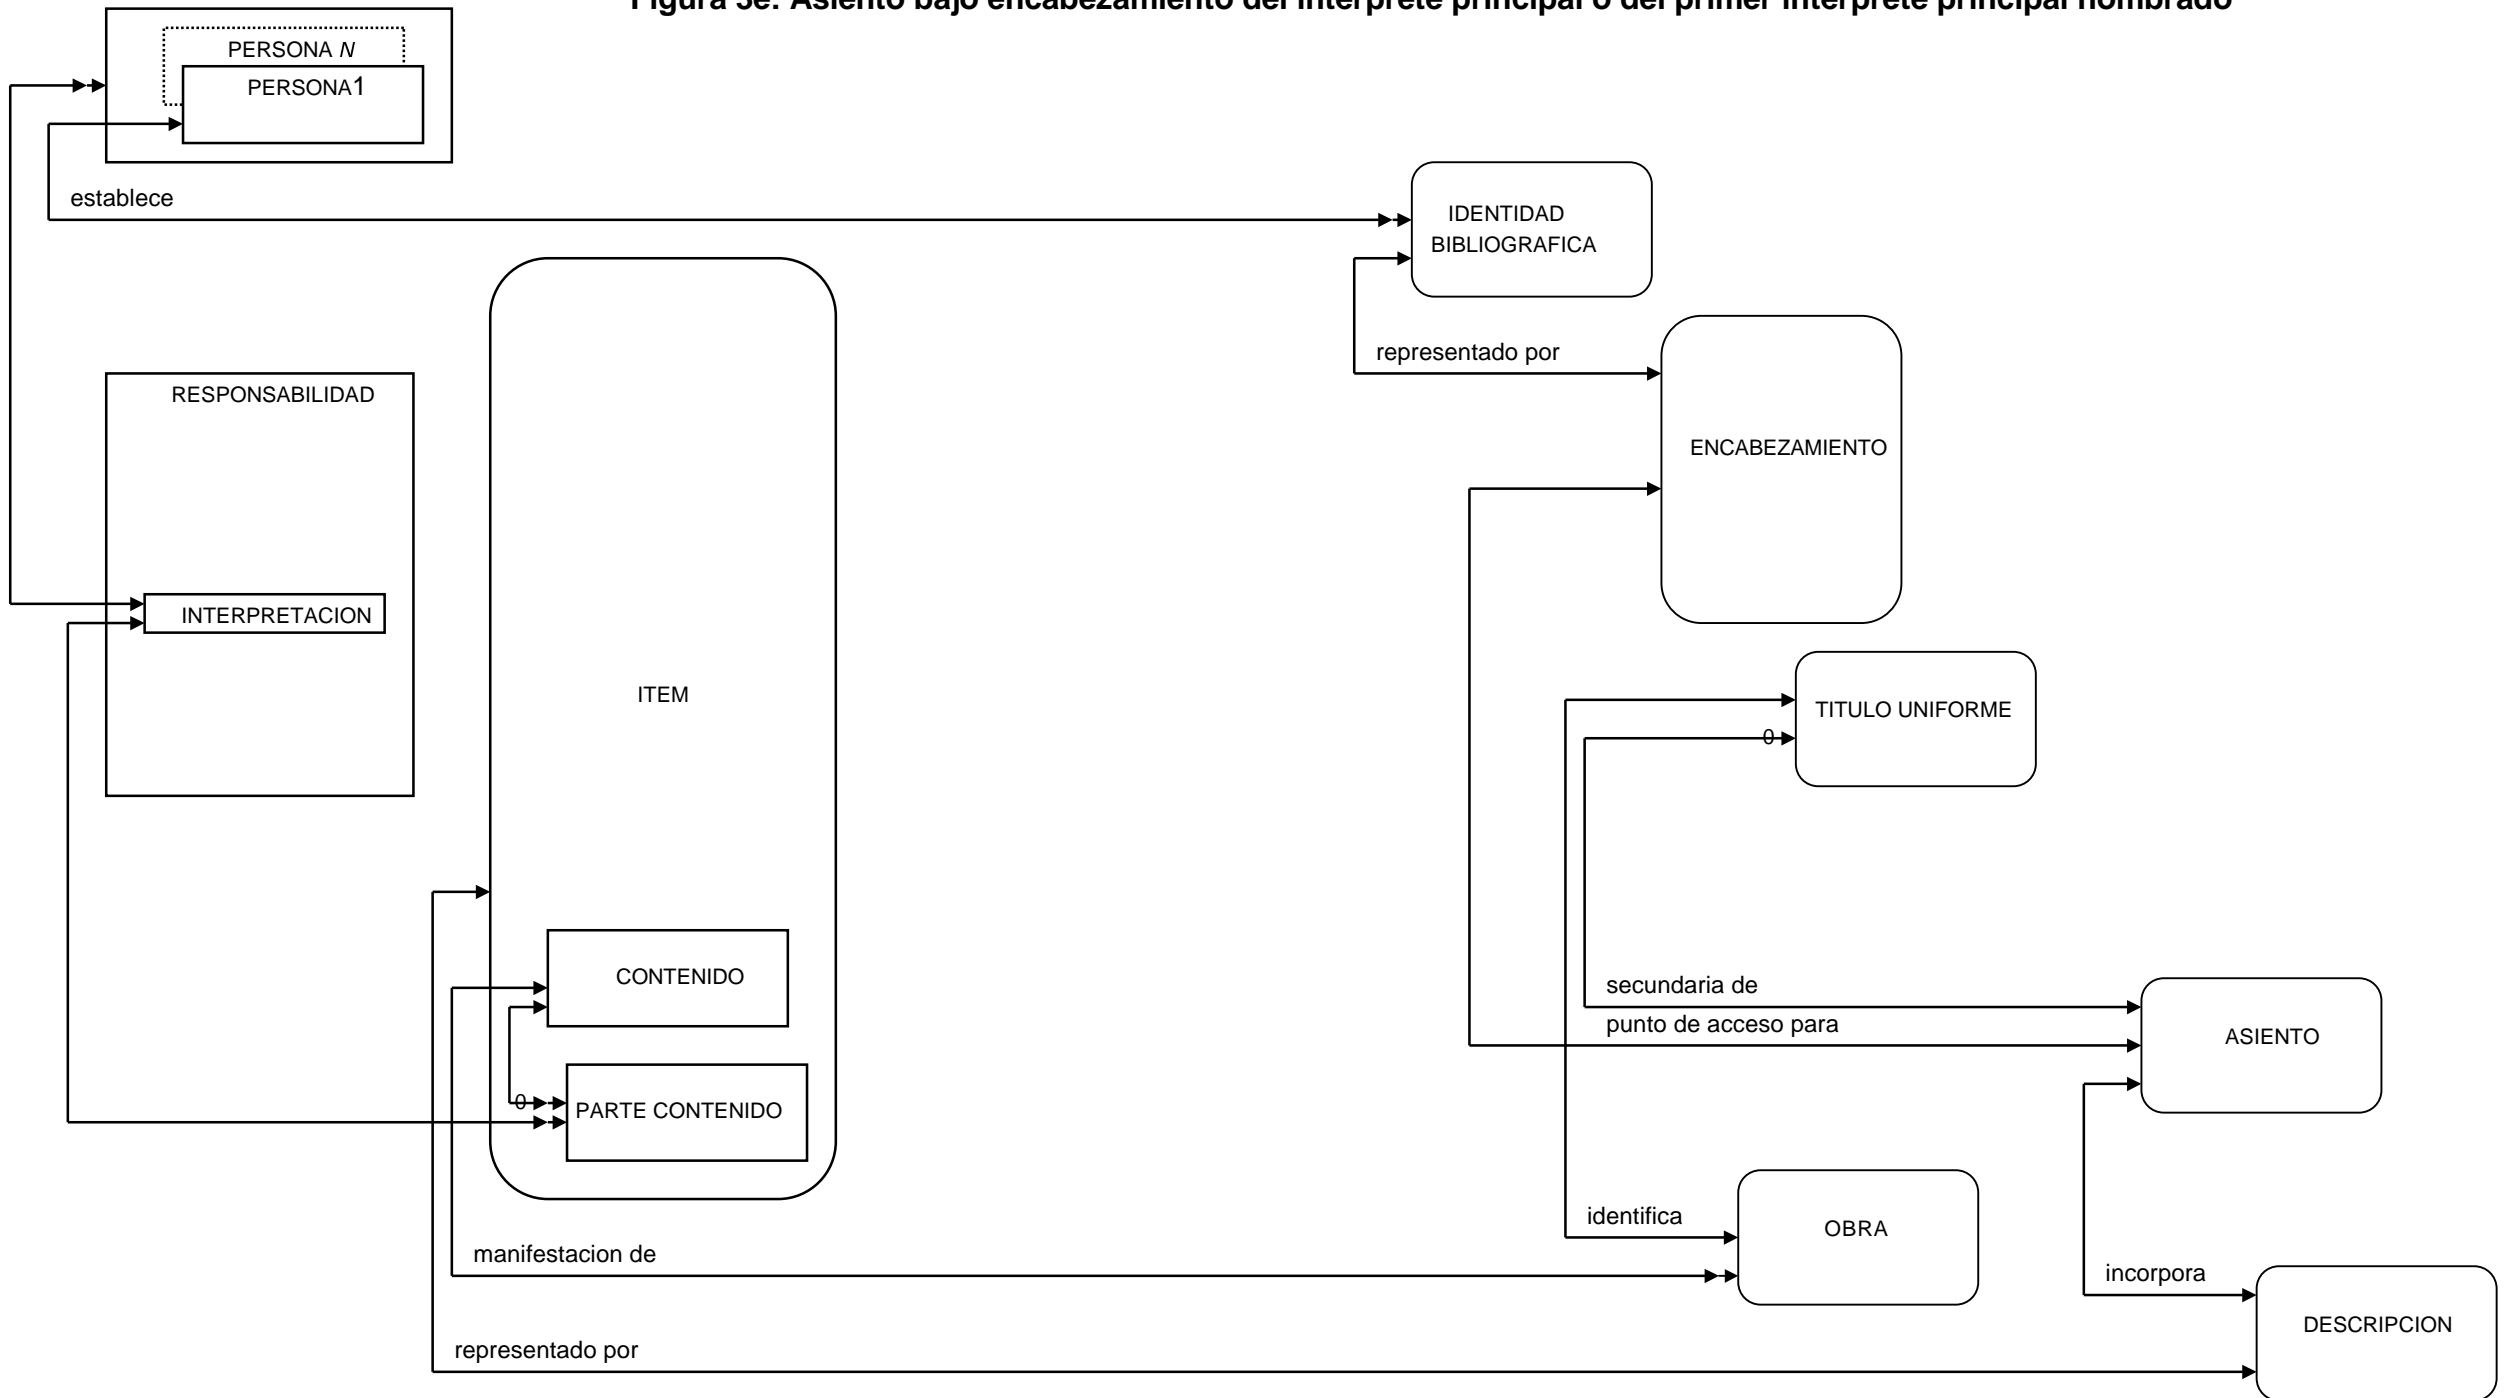 Figura 3e: Asiento bajo encabezamiento del intérprete principal o del primer intérprete principal nombrado
PERSONA N
PERSONA1
establece
IDENTIDAD
BIBLIOGRAFICA
representado por
RESPONSABILIDAD
ENCABEZAMIENTO
INTERPRETACION
ITEM
TITULO UNIFORME
0
CONTENIDO
secundaria de
punto de acceso para
ASIENTO
0
PARTE CONTENIDO
identifica
OBRA
manifestacion de
incorpora
DESCRIPCION
representado por